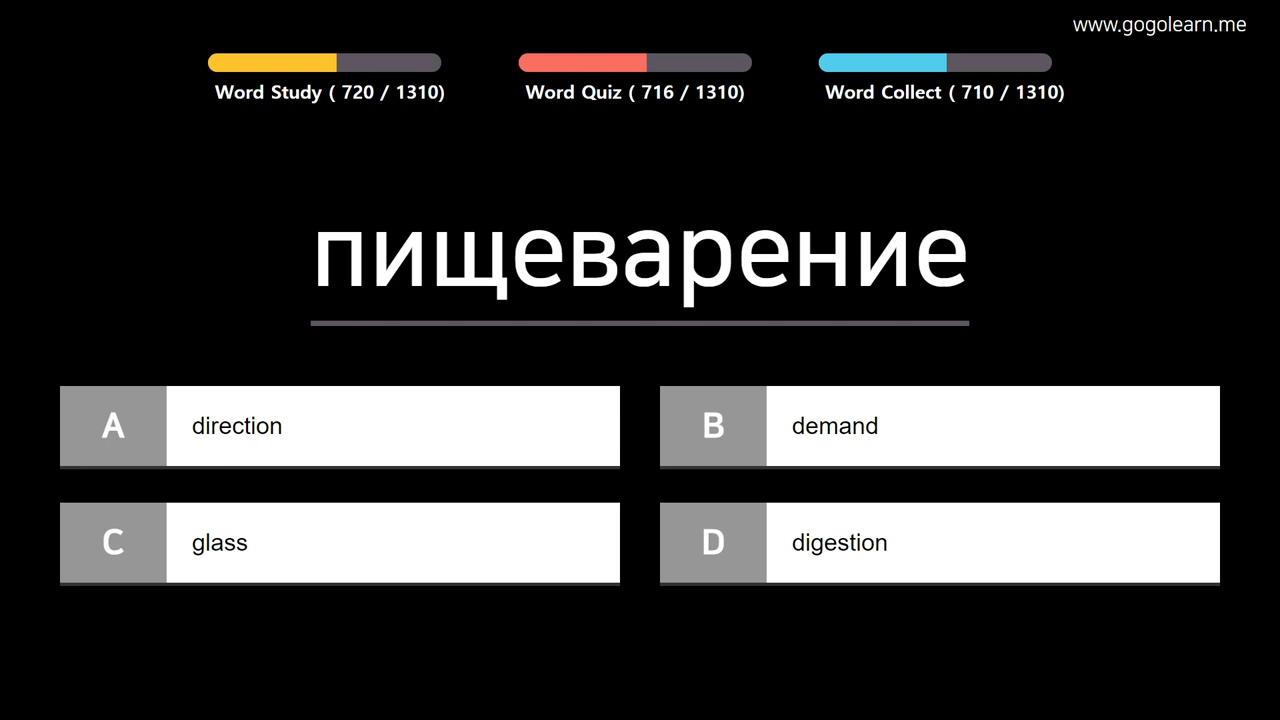 www.gogolearn.me
Word Study ( 720 / 1310)
Word Quiz ( 716 / 1310)
Word Collect ( 710 / 1310)
пищеварение
A direction
B demand
C glass
D digestion